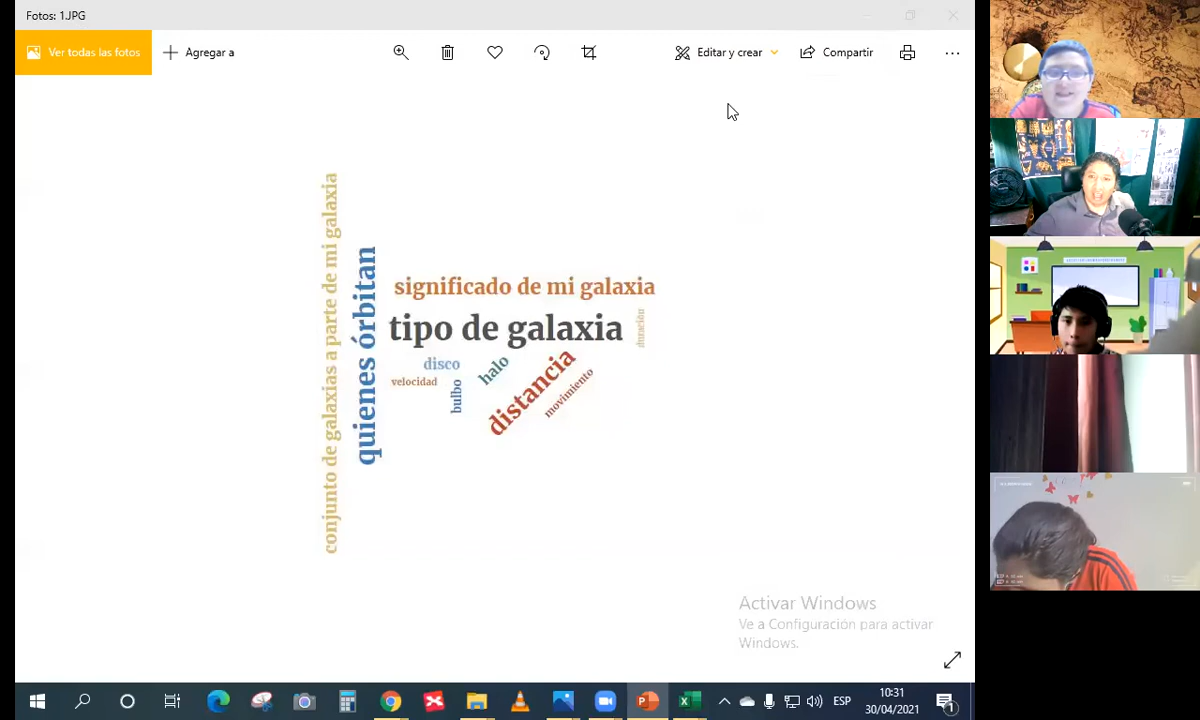 Fotos: 1.JPG
Ver todas las fotos
Agregar a
Editar y crear
Compartir
conjunto de galaxias a parte de mi galaxia
quienes órbitan
significado de mi galaxia
tipo de galaxia
duración
disco
velocidad
bulbo
halo
distancia
movimiento
Activar Windows
Ve a Configuración para activar
Windows.
ESP
10:31
30/04/2021
1